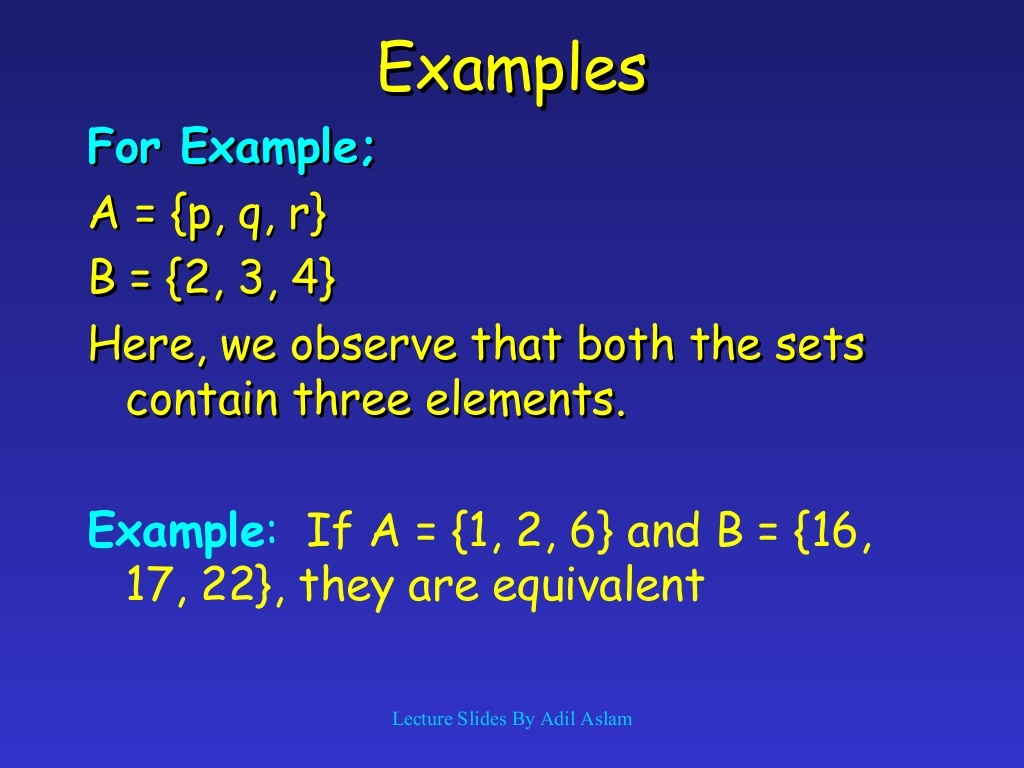 Examples
For Example;
A = {p, q, r}
B = {2, 3, 4}
Here, we observe that both the sets
contain three elements.
Example:  If A = {1, 2, 6} and B = {16,
17, 22}, they are equivalent
Lecture Slides By Adil Aslam